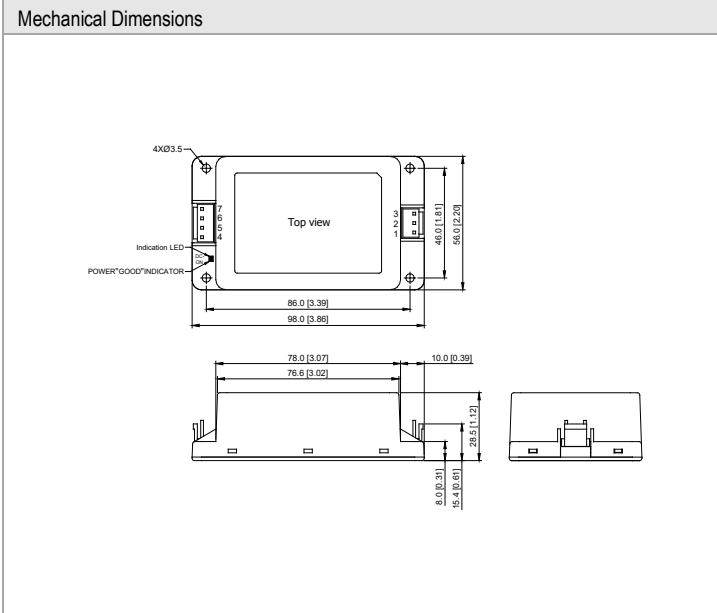 Mechanical Dimensions
4XØ3.5
7
6
5
4
Top view
3
2
1
46.0 [1.81]
56.0 [2.20]
Indication LED
DC
ON
POWER"GOOD"INDICATOR
86.0 [3.39]
98.0 [3.86]
78.0 [3.07]
10.0 [0.39]
76.6 [3.02]
28.5 [1.12]
8.0 [0.31]
15.4 [0.61]